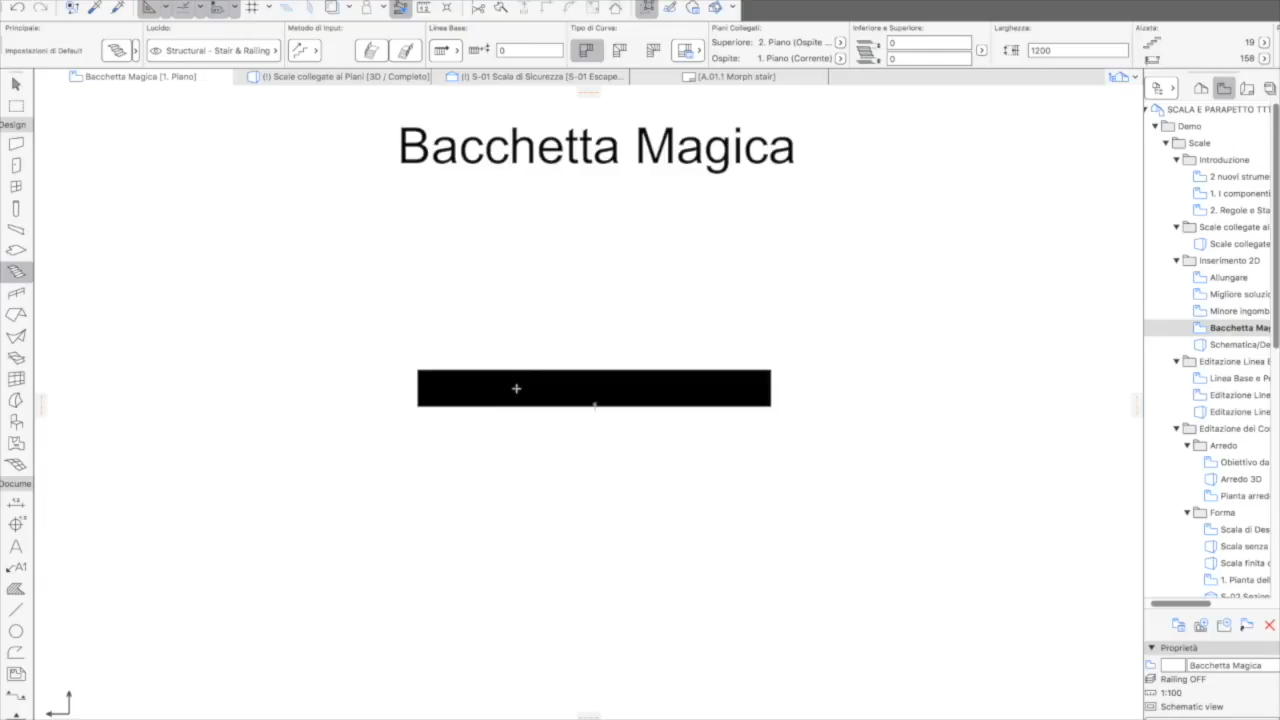 Principale:
Lucido:
Metodo di Input:
Linea Base:
Tipo di Curva:
Piani Collegati:
Inferiore e Superiore:
Larghezza:
Alzate:
Impostazioni di Default
Structural - Stair & Railing
0
Superiore: 2. Piano (Ospite ...
Ospite: 1. Piano (Corrente)
0
0
1200
19
158
Bacchetta Magica [1. Piano]
(!) Scale collegate ai Piani [3D / Completo]
(!) S-01 Scala di Sicurezza [S-01 Escape...
[A.01.1 Morph stair]
Design
Docume
Bacchetta Magica
SCALA E PARAPETTO TTT
Demo
Scale
Introduzione
2 nuovi strume
1. I componenti
2. Regole e Sta
Scale collegate ai
Scale collegate
Inserimento 2D
Allungare
Migliore soluzic
Minore ingomb
Bacchetta Mag
Schematica/De
Editazione Linea B
Linea Base e P
Editazione Line
Editazione Line
Editazione dei Co
Arredo
Obiettivo da
Arredo 3D
Pianta arred
Forma
Scala di Des
Scala senza
Scala finita c
1. Pianta dell
S-02 Sezion
Proprietà
Bacchetta Magica
Railing OFF
1:100
Schematic view